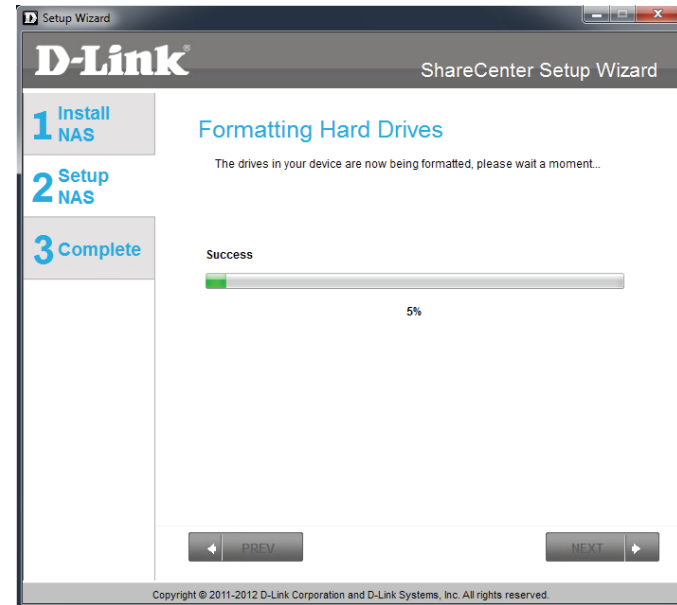 Setup Wizard
D-Link®
ShareCenter Setup Wizard
1 Install
NAS
2 Setup
NAS
3 Complete
Formatting Hard Drives
The drives in your device are now being formatted, please wait a moment...
Success
5%
PREV
NEXT
Copyright © 2011-2012 D-Link Corporation and D-Link Systems, Inc. All rights reserved.